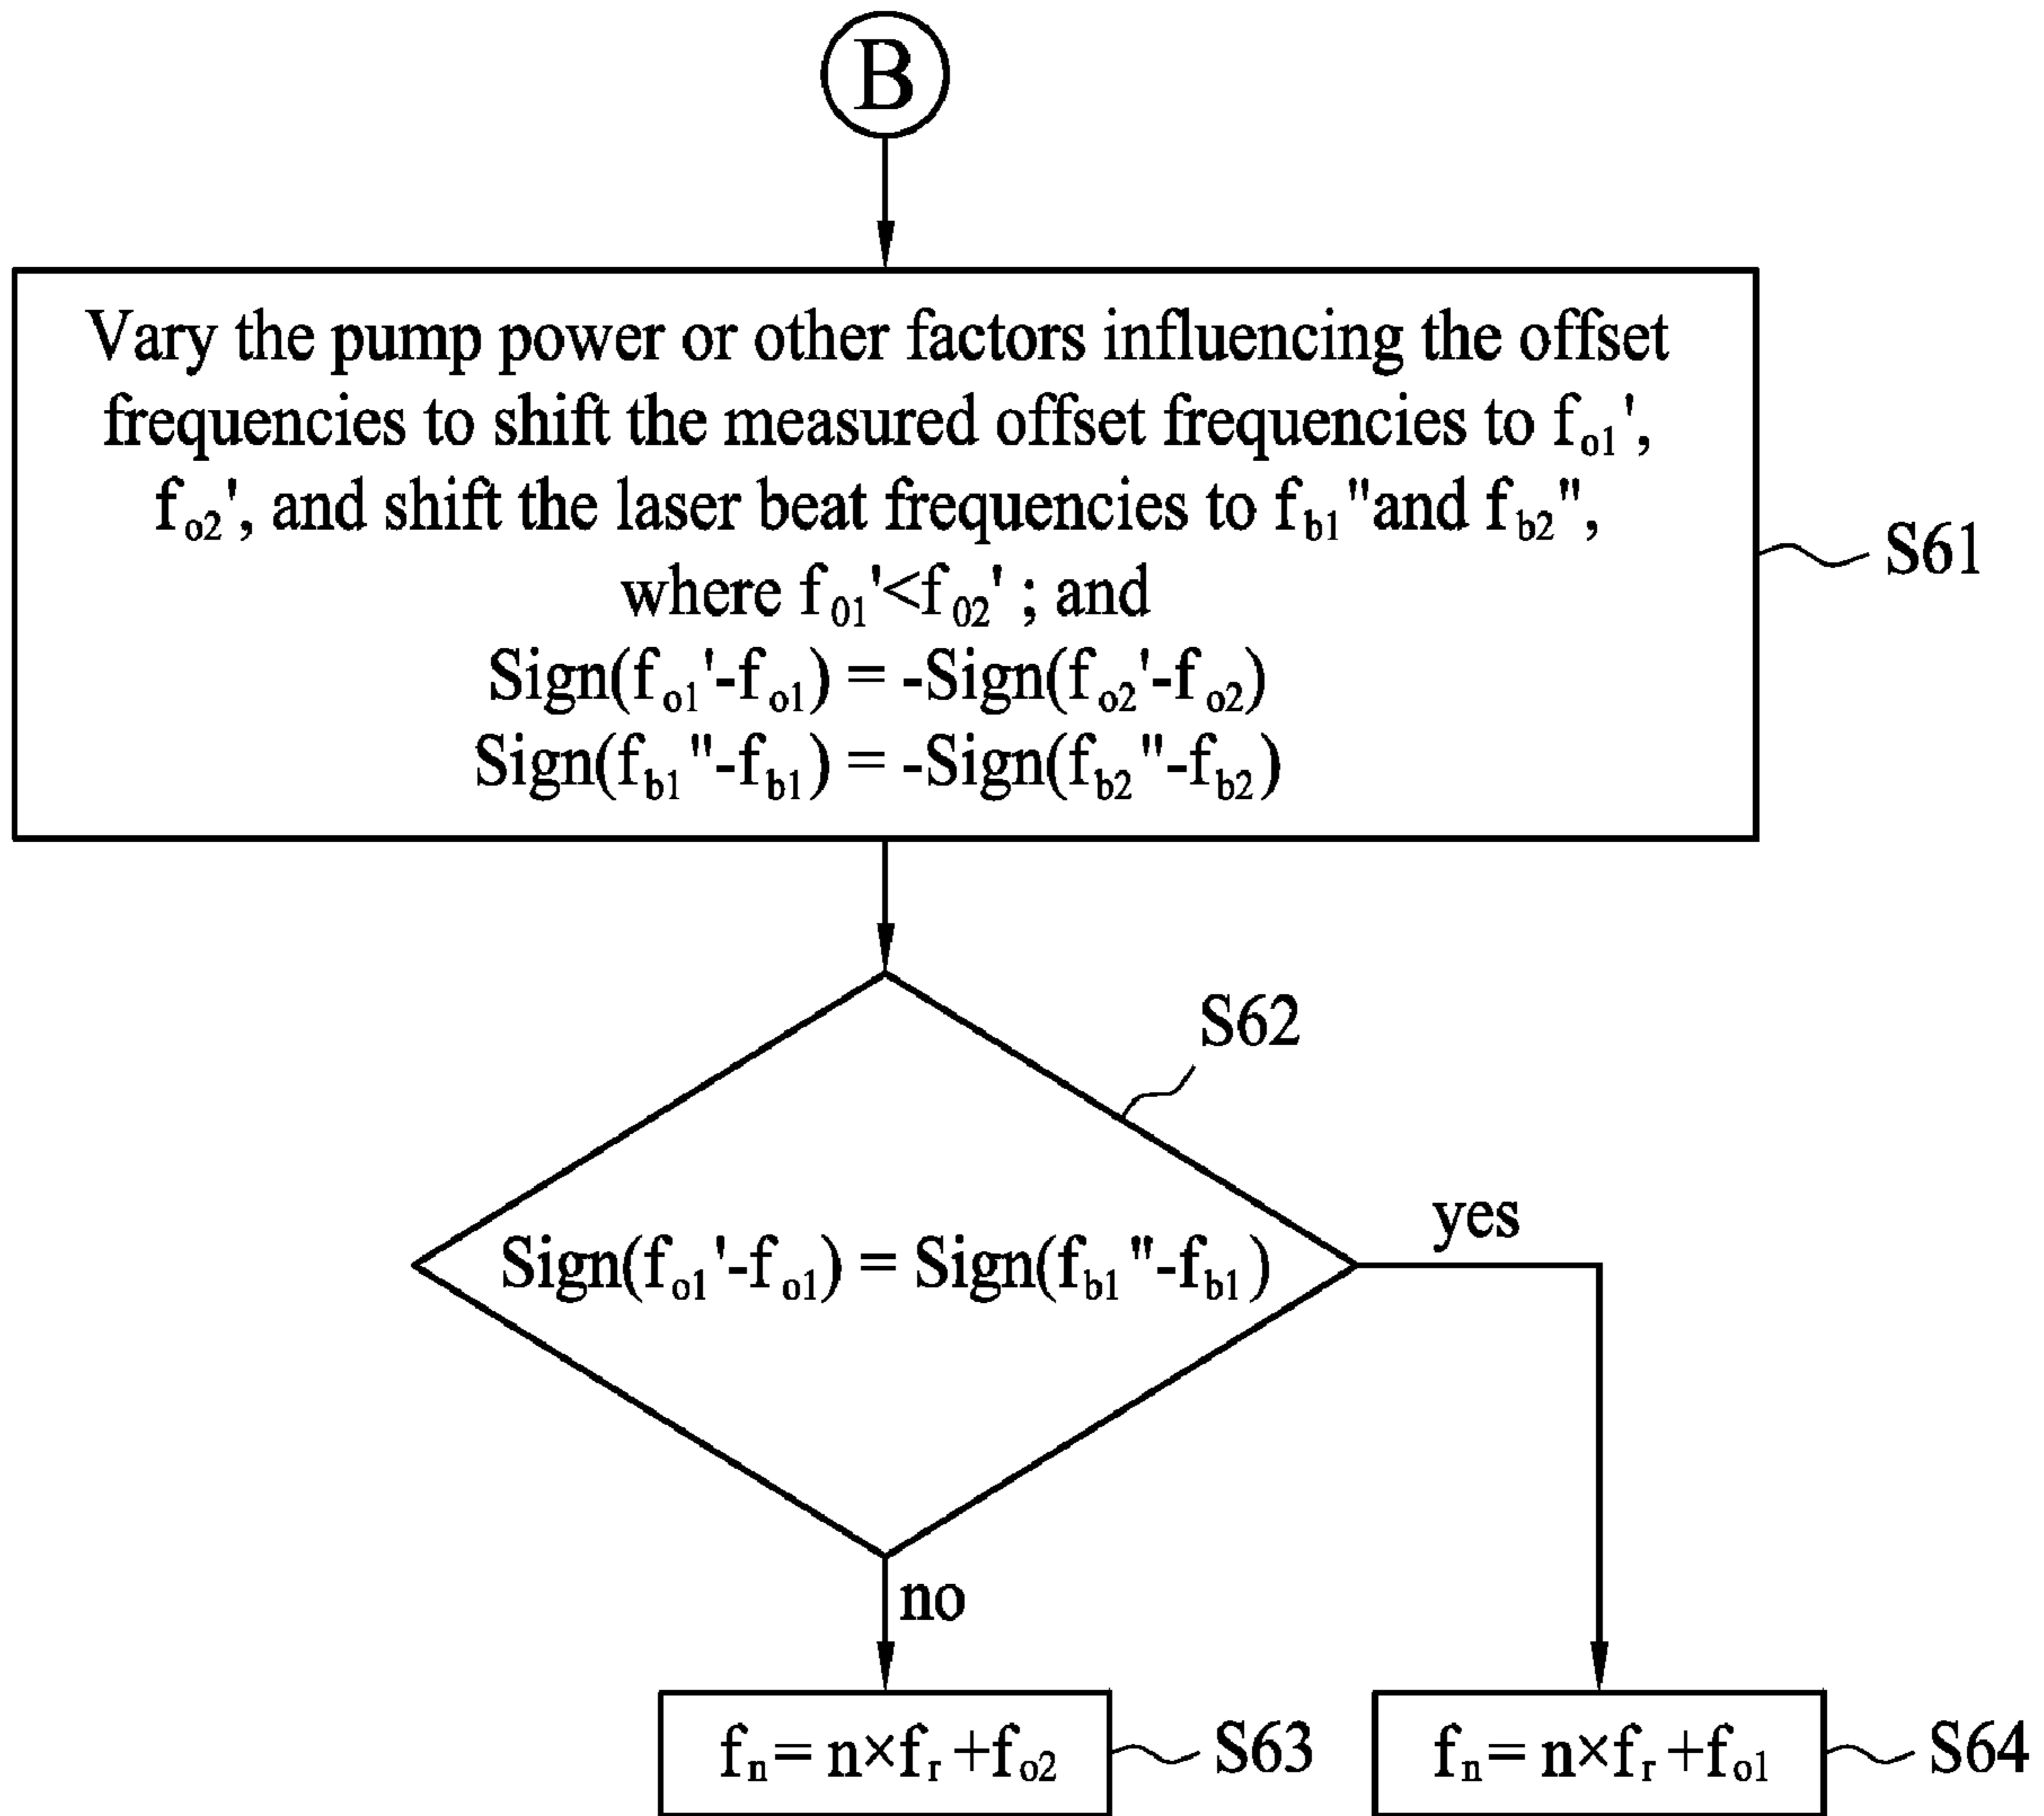 B
Vary the pump power or other factors influencing the offset
frequencies to shift the measured offset frequencies to fo1',
fo2', and shift the laser beat frequencies to fb1"and fb2",
where f01'<f02' ; and
Sign(fo1'-fo1) = -Sign(fo2'-fo2)
Sign(fb1"-fb1) = -Sign(fb2"-fb2)
S61
S62
Sign(fo1'-fo1) = Sign(fb1"-fb1)
yes
no
fn= n×fr +fo2
S63
fn= n×fr +fo1
S64